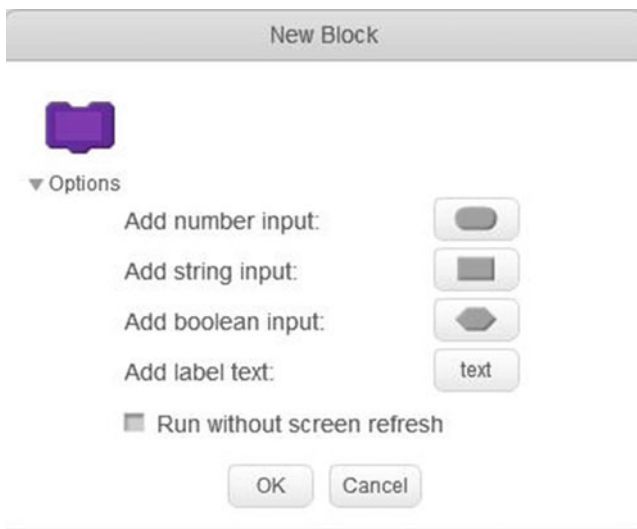 New Block
Options
Add number input:
Add string input:
Add boolean input:
Add label text: text
Run without screen refresh
OK Cancel